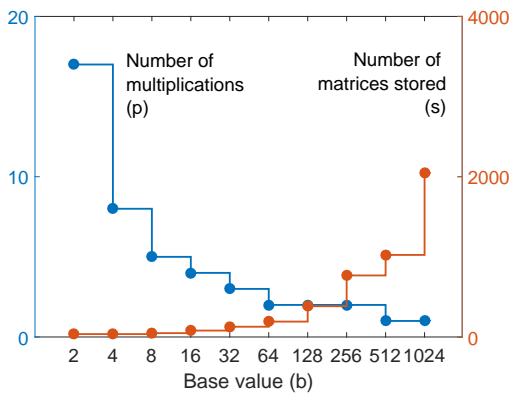 20
4000
Number of
multiplications
(p)
Number of
matrices stored
(s)
10
2000
0
0
2 4 8 16 32 64 128 256 512 1024
Base value (b)